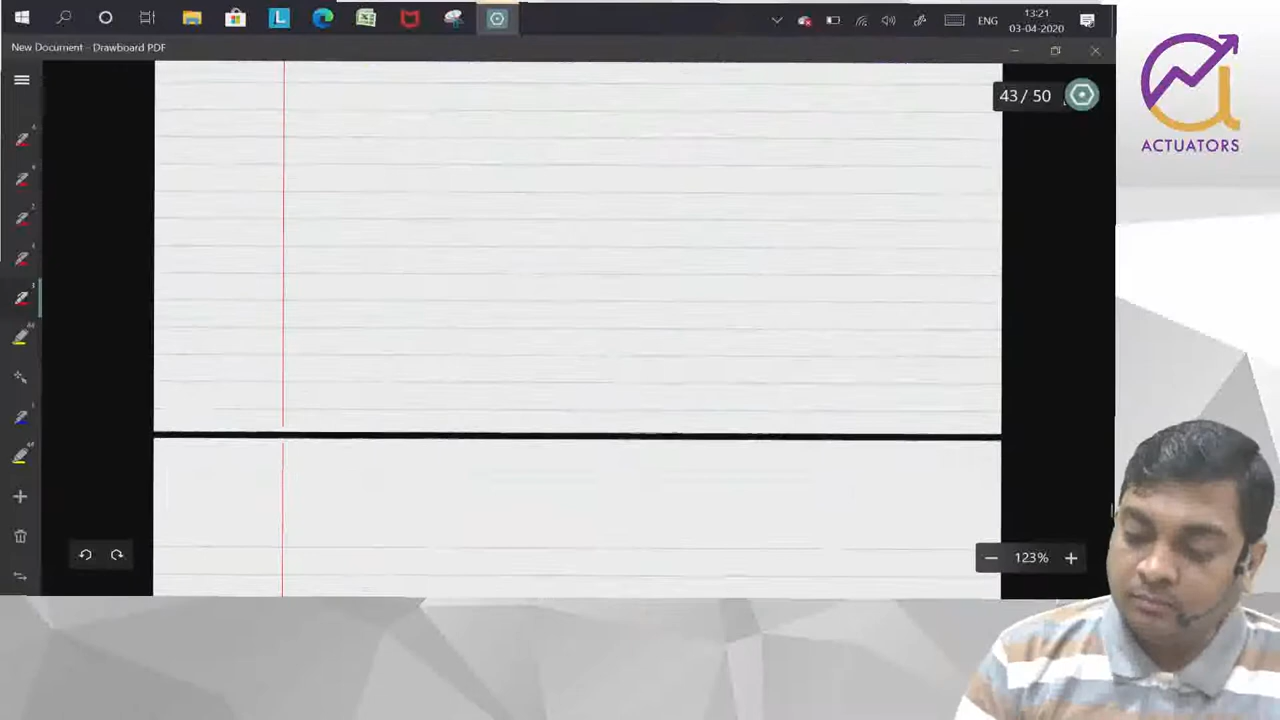 L
ENG
13:21
03-04-2020
New Document - Drawboard PDF
43 / 50
ACTUATORS
123%